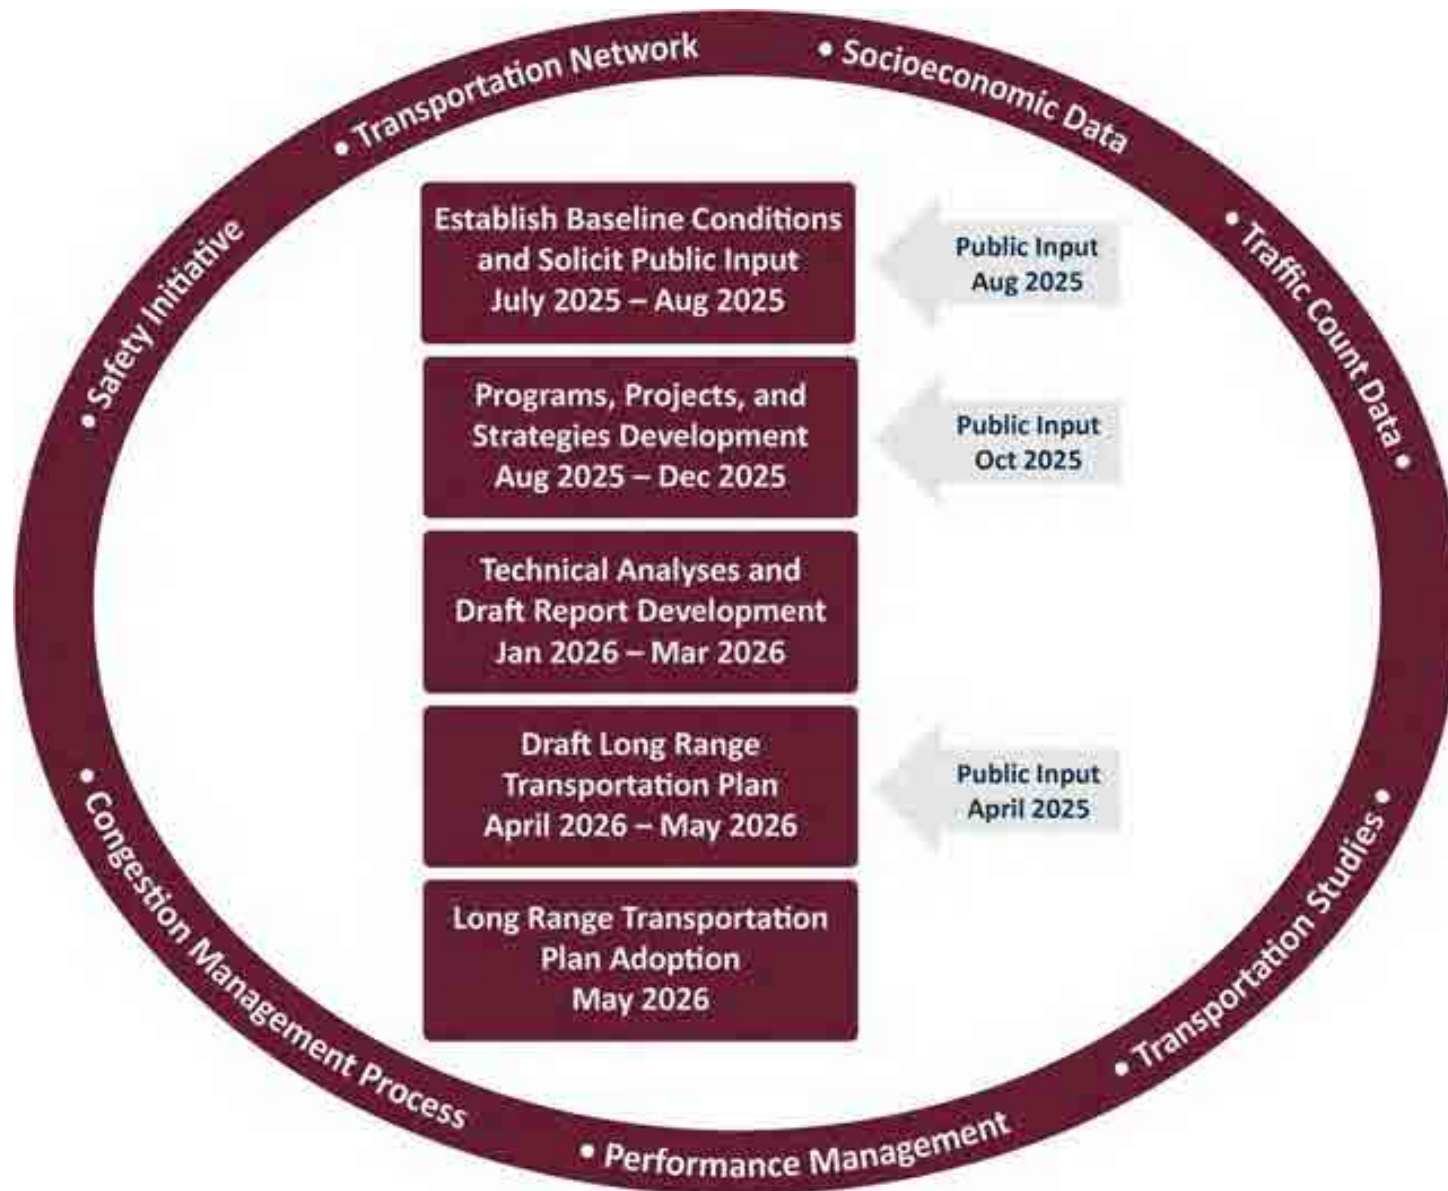 • Transportation Network
• Socioeconomic Data
• Traffic Count Data •
• Safety Initiative
Establish Baseline Conditions
and Solicit Public Input
July 2025 – Aug 2025
Public Input
Aug 2025
Programs, Projects, and
Strategies Development
Aug 2025 – Dec 2025
Public Input
Oct 2025
Technical Analyses and
Draft Report Development
Jan 2026 – Mar 2026
Draft Long Range
Transportation Plan
April 2026 – May 2026
Public Input
April 2025
Long Range Transportation
Plan Adoption
May 2026
• Transportation Studies •
• Congestion Management Process
• Performance Management